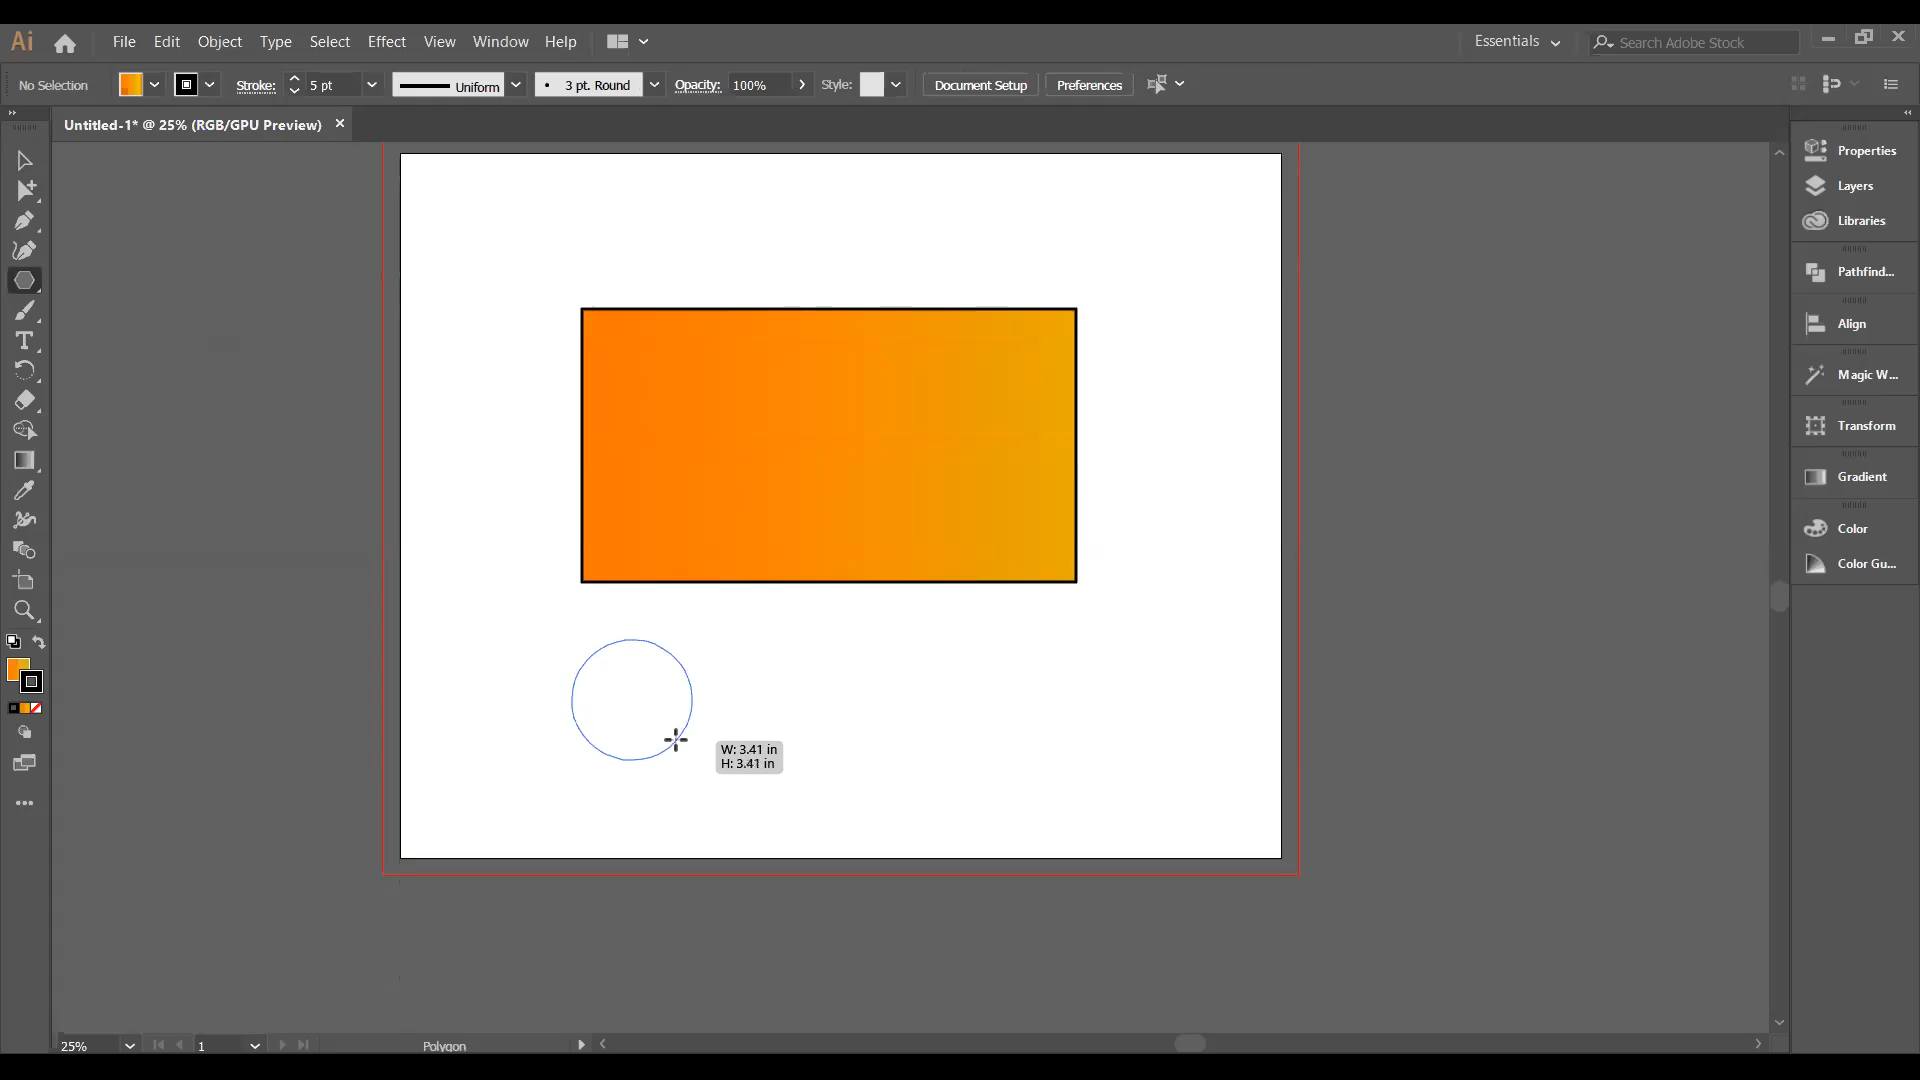 Ai File Edit Object Type Select Effect View Window Help Essentials Search Adobe Stock
No Selection Stroke: 5 pt Uniform 3 pt. Round Opacity: 100% Style: Document Setup Preferences
Untitled-1* @ 25% (RGB/GPU Preview)
Properties
Layers
Libraries
Pathfind...
Align
Magic W...
Transform
Gradient
Color
Color Gu...
W: 3.41 in
H: 3.41 in
25% 1 Polygon